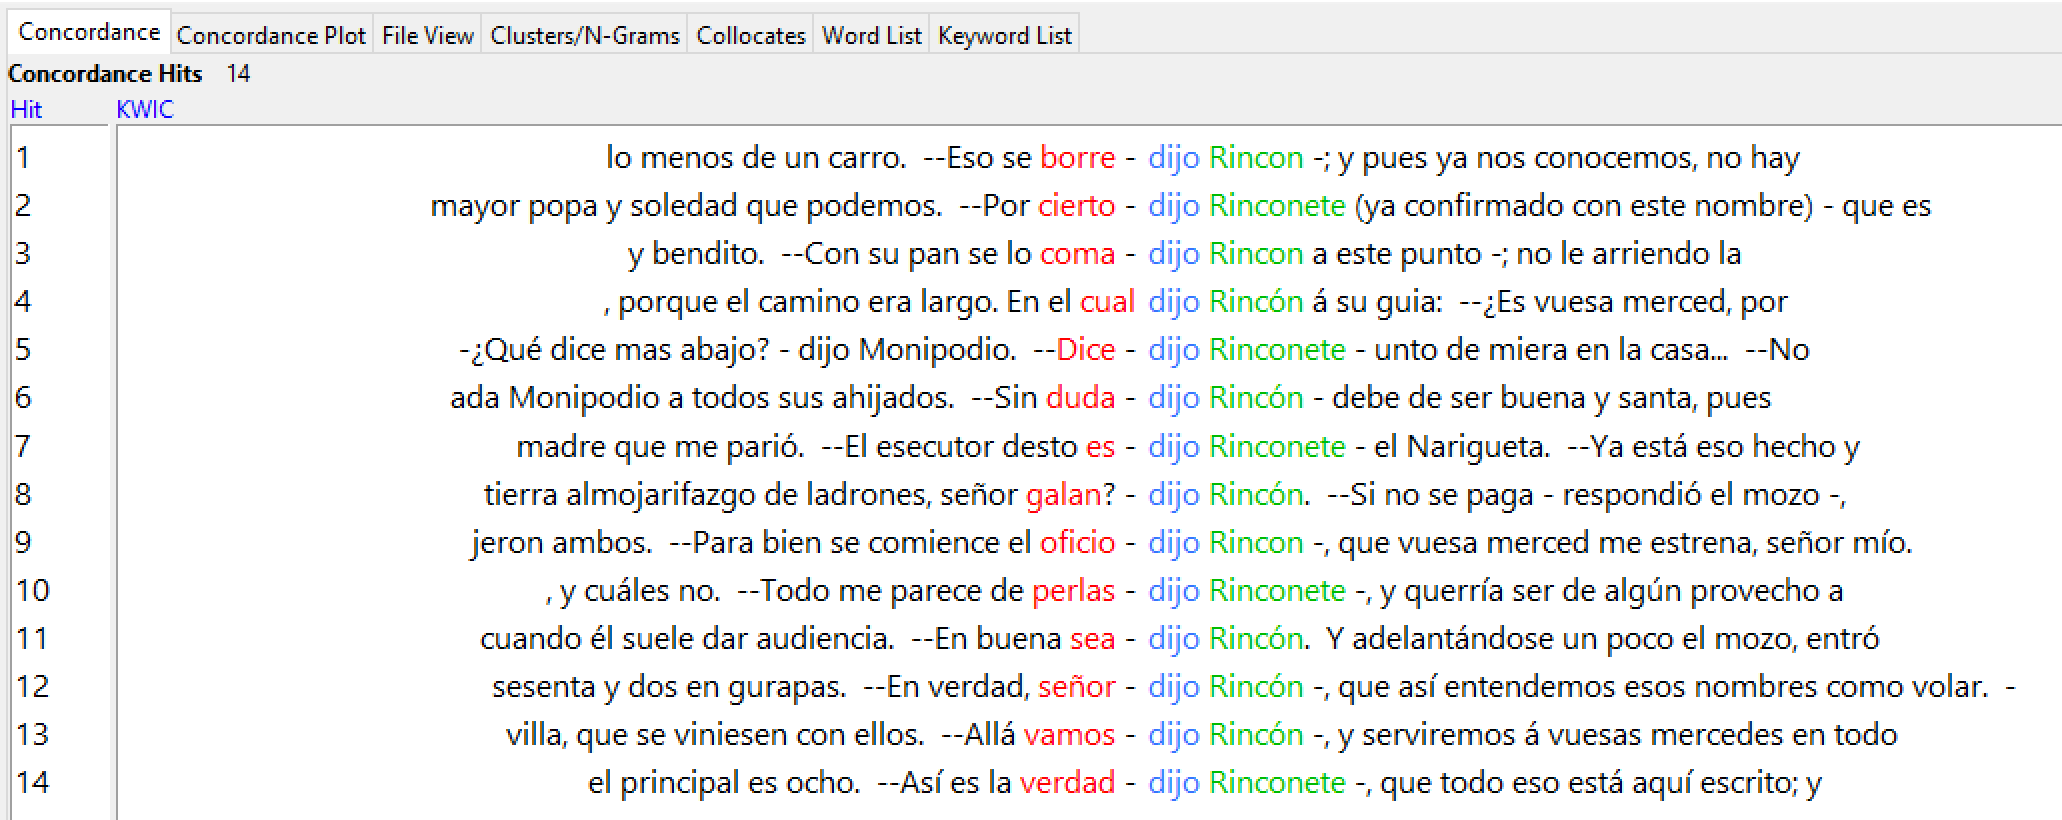 Concordance Concordance Plot File View Clusters/N-Grams Collocates Word List Keyword List
Concordance Hits 14
Hit KWIC
1 lo menos de un carro. --Eso se borre - dijo Rincon -; y pues ya nos conocemos, no hay
2 mayor popa y soledad que podemos. --Por cierto - dijo Rinconete (ya confirmado con este nombre) - que es
3 y bendito. --Con su pan se lo coma - dijo Rincon a este punto -; no le arriendo la
4 , porque el camino era largo. En el cual dijo Rincón á su guia: --¿Es vuesa merced, por
5 -¿Qué dice mas abajo? - dijo Monipodio. --Dice - dijo Rinconete - unto de miera en la casa... --No
6 ada Monipodio a todos sus ahijados. --Sin duda - dijo Rincón - debe de ser buena y santa, pues
7 madre que me parió. --El esecutor desto es - dijo Rinconete - el Narigueta. --Ya está eso hecho y
8 tierra almojarifazgo de ladrones, señor galan? - dijo Rincón. --Si no se paga - respondió el mozo -,
9 jeron ambos. --Para bien se comience el oficio - dijo Rincon -, que vuesa merced me estrena, señor mío.
10 , y cuáles no. --Todo me parece de perlas - dijo Rinconete -, y querría ser de algún provecho a
11 cuando él suele dar audiencia. --En buena sea - dijo Rincón. Y adelantándose un poco el mozo, entró
12 sesenta y dos en gurapas. --En verdad, señor - dijo Rincón -, que así entendemos esos nombres como volar. -
13 villa, que se viniesen con ellos. --Allá vamos - dijo Rincón -, y serviremos á vuesas mercedes en todo
14 el principal es ocho. --Así es la verdad - dijo Rinconete -, que todo eso está aquí escrito; y